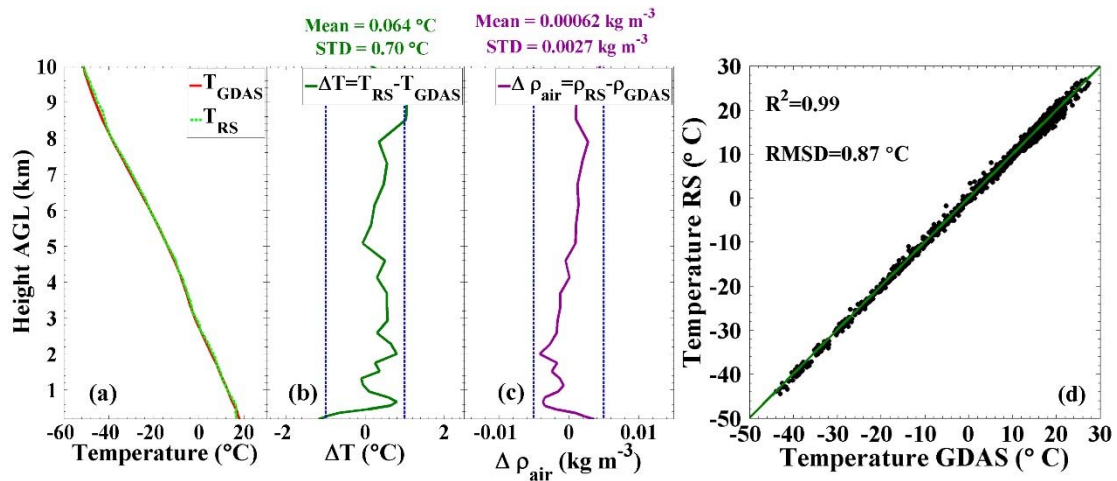 Mean = 0.064 °C
STD = 0.70 °C
Mean = 0.00062 kg m-3
STD = 0.0027 kg m-3
10
9
8
7
6
5
4
3
2
1
Height AGL (km)
TGDAS
TRS
(a)
-60 -40 -20 0 20
Temperature (°C)
ΔT=TRS-TGDAS
(b)
-2 0 2
ΔT (°C)
Δ ρair=ρRS-ρGDAS
(c)
-0.01 0 0.01
Δ ρair (kg m-3)
30
20
10
0
-10
-20
-30
-40
-50
Temperature RS (° C)
R2=0.99
RMSD=0.87 °C
(d)
-50 -40 -30 -20 -10 0 10 20 30
Temperature GDAS (° C)